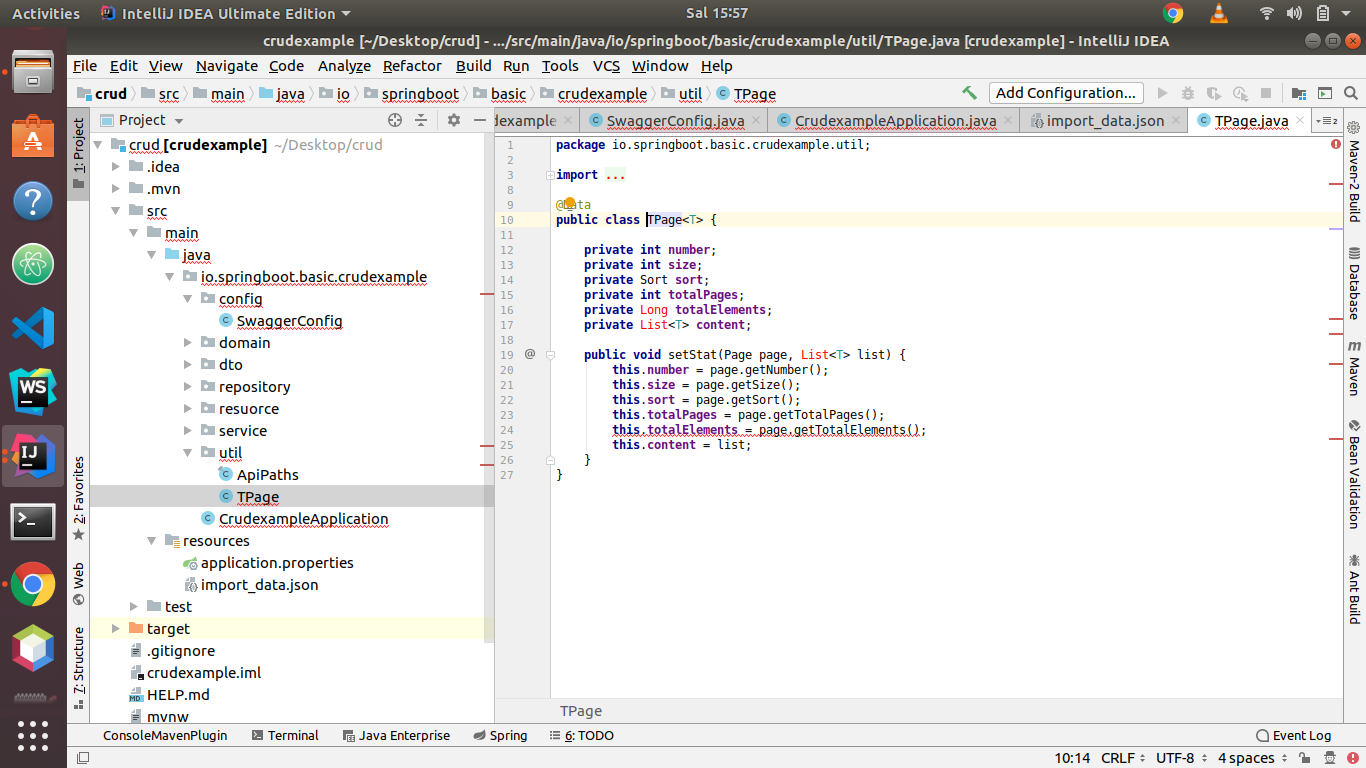 Activities
IntelliJ IDEA Ultimate Edition
Sal 15:57
crudexample [~/Desktop/crud] - .../src/main/java/io/springboot/basic/crudexample/util/TPage.java [crudexample] - IntelliJ IDEA
File Edit View Navigate Code Analyze Refactor Build Run Tools VCS Window Help
crud src main java io springboot basic crudexample util TPage
Add Configuration...
Project
dexample SwaggerConfig.java CrudexampleApplication.java import_data.json TPage.java
1: Project
2: Favorites
Web
7: Structure
crud [crudexample] ~/Desktop/crud
.idea
.mvn
src
main
java
io.springboot.basic.crudexample
config
SwaggerConfig
domain
dto
repository
resuorce
service
util
ApiPaths
TPage
CrudexampleApplication
resources
application.properties
import_data.json
test
target
.gitignore
crudexample.iml
HELP.md
mvnw
1 package io.springboot.basic.crudexample.util;
2
3 import ...
8
9 @Data
10 public class TPage<T> {
11
12 private int number;
13 private int size;
14 private Sort sort;
15 private int totalPages;
16 private Long totalElements;
17 private List<T> content;
18
19 @ public void setStat(Page page, List<T> list) {
20 this.number = page.getNumber();
21 this.size = page.getSize();
22 this.sort = page.getSort();
23 this.totalPages = page.getTotalPages();
24 this.totalElements = page.getTotalElements();
25 this.content = list;
26 }
27 }
TPage
Maven-2 Build
Database
Maven
Bean Validation
Ant Build
ConsoleMavenPlugin Terminal Java Enterprise Spring 6: TODO Event Log
10:14 CRLF UTF-8 4 spaces